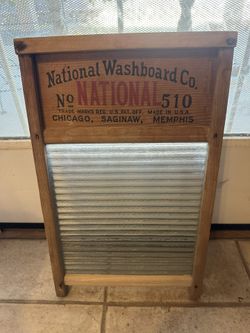 National Washboard Co.
No NATIONAL 510
TRADE MARKS REG. U.S. PAT. OFF. MADE IN U.S.A.
CHICAGO, SAGINAW, MEMPHIS